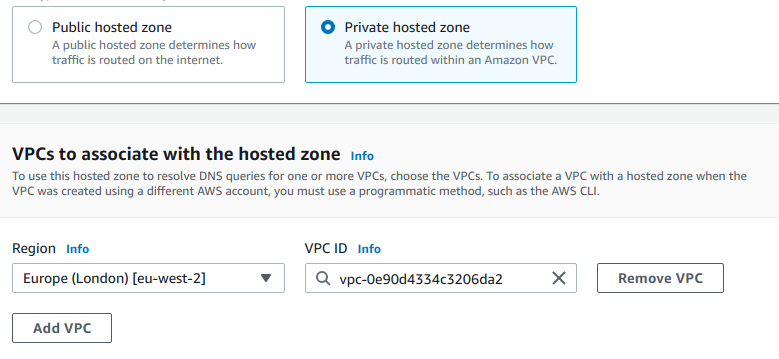 Public hosted zone
A public hosted zone determines how
traffic is routed on the internet.
Private hosted zone
A private hosted zone determines how
traffic is routed within an Amazon VPC.
VPCs to associate with the hosted zone Info
To use this hosted zone to resolve DNS queries for one or more VPCs, choose the VPCs. To associate a VPC with a hosted zone when the
VPC was created using a different AWS account, you must use a programmatic method, such as the AWS CLI.
Region Info
VPC ID Info
Europe (London) [eu-west-2]
vpc-0e90d4334c3206da2
Remove VPC
Add VPC